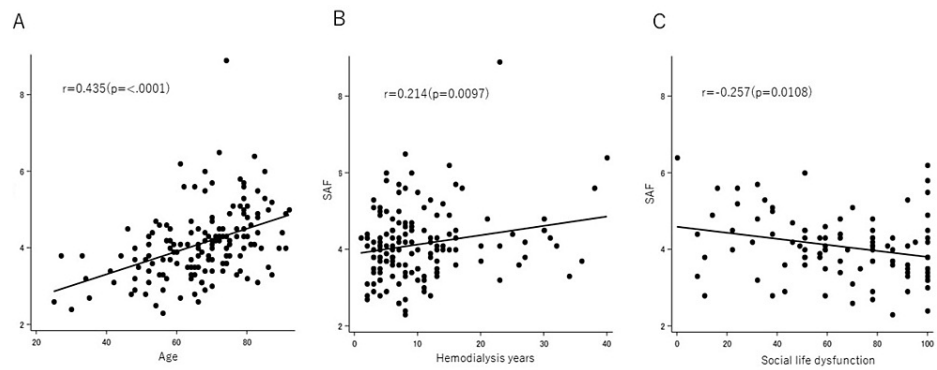 A
r=0.435(p=<.0001)
8
6
4
2
20
40
60
80
Age
B
r=0.214(p=0.0097)
SAF
8
6
4
2
0
10
20
30
40
Hemodialysis years
C
r=-0.257(p=0.0108)
SAF
8
6
4
2
0
20
40
60
80
100
Social life dysfunction